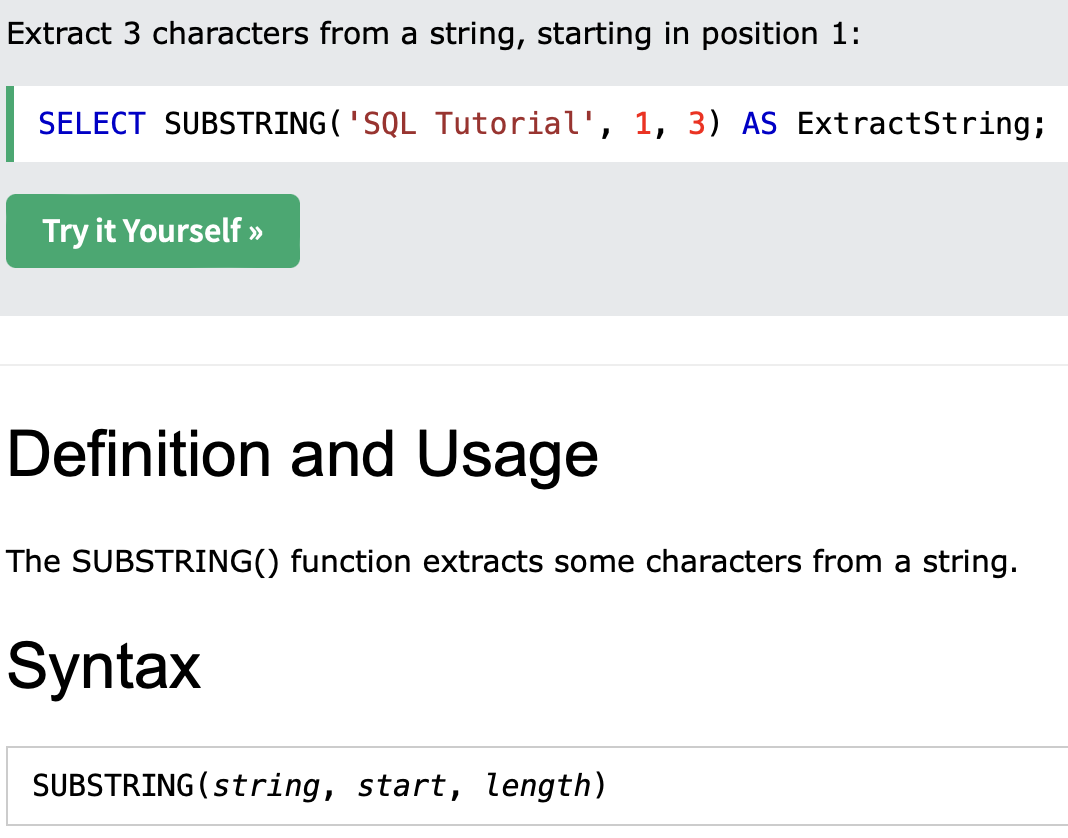 Extract 3 characters from a string, starting in position 1:
SELECT SUBSTRING('SQL Tutorial', 1, 3) AS ExtractString;
Try it Yourself »
Definition and Usage
The SUBSTRING() function extracts some characters from a string.
Syntax
SUBSTRING(string, start, length)